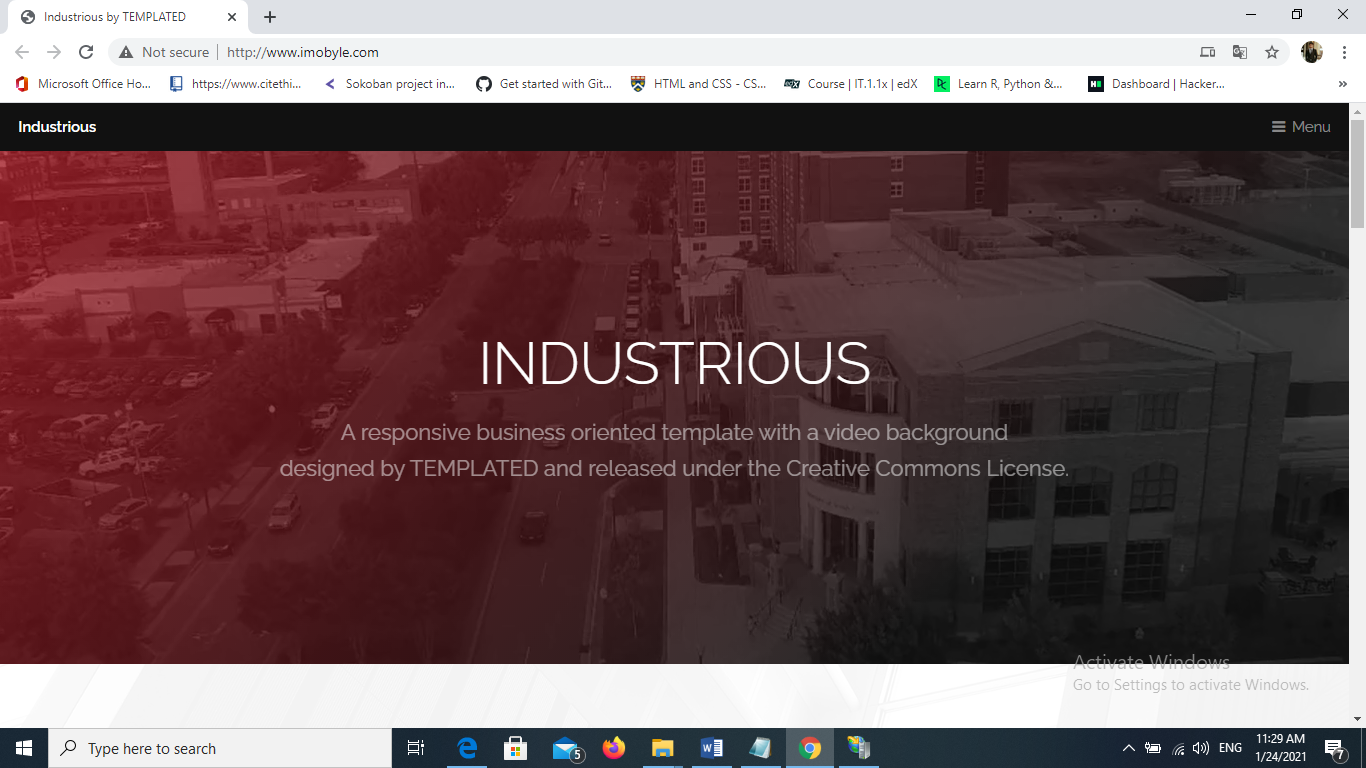 Industrious by TEMPLATED
Not secure
http://www.imobyle.com
Microsoft Office Ho...
https://www.citethi...
Sokoban project in...
Get started with Git...
HTML and CSS - CS...
Course | IT.1.1x | edX
Learn R, Python &...
Dashboard | Hacker...
Industrious
Menu
INDUSTRIOUS
A responsive business oriented template with a video background
designed by TEMPLATED and released under the Creative Commons License.
Activate Windows
Go to Settings to activate Windows.
Type here to search
5
ENG
11:29 AM
1/24/2021
7